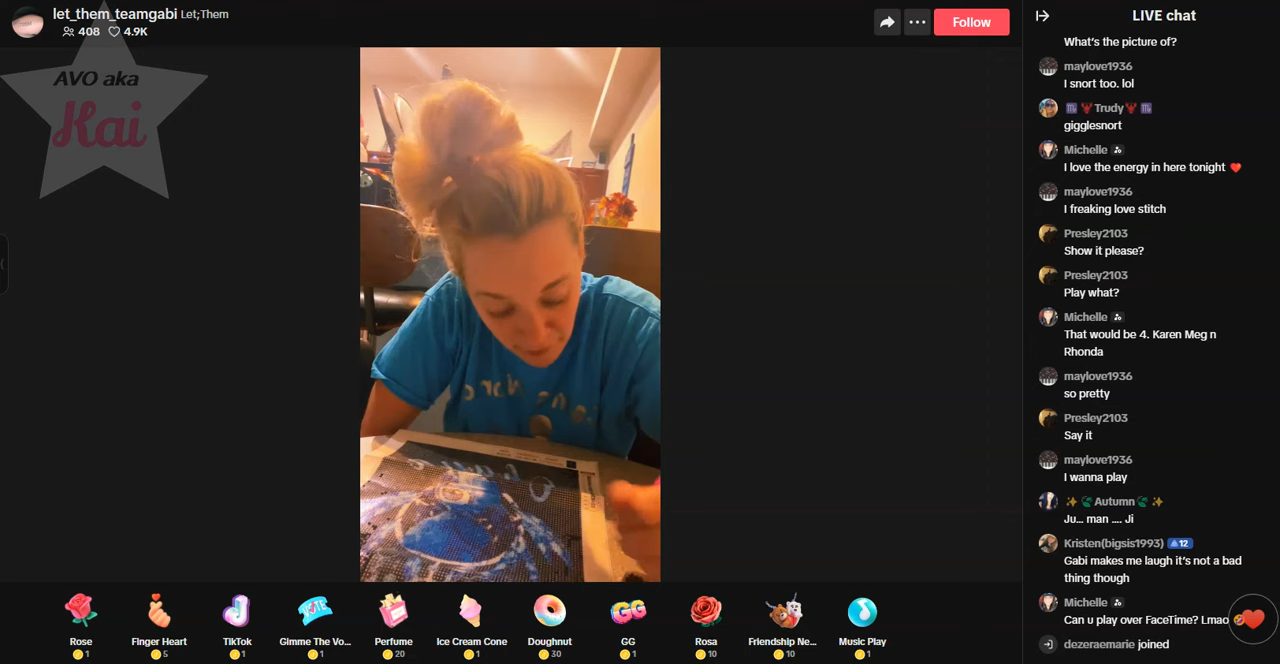 let_them_teamgabi Let;Them
408 4.9K
Follow
AVO aka
Kai
LIVE chat
What's the picture of?
maylove1936
I snort too. lol
Trudy
gigglesnort
Michelle
I love the energy in here tonight ❤️
maylove1936
I freaking love stitch
Presley2103
Show it please?
Presley2103
Play what?
Michelle
That would be 4. Karen Meg n
Rhonda
maylove1936
so pretty
Presley2103
Say it
maylove1936
I wanna play
Autumn
Ju... man .... Ji
Kristen(bigsis1993) 12
Gabi makes me laugh it's not a bad
thing though
Michelle
Can u play over FaceTime? Lmao 🤣
dezeraemarie joined
Rose Finger Heart TikTok Gimme The Vo... Perfume Ice Cream Cone Doughnut GG Rosa Friendship Ne... Music Play
1 5 1 1 20 1 30 1 10 10 1